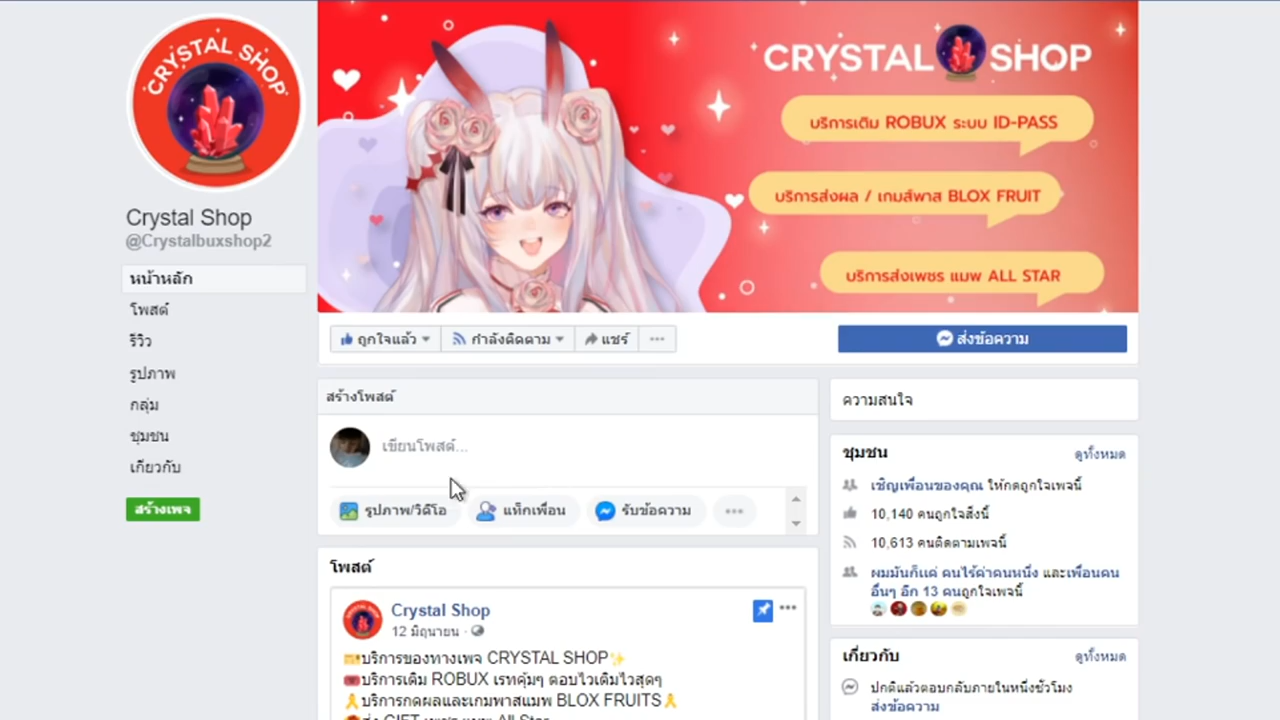 CRYSTAL SHOP
Crystal Shop
@Crystalbuxshop2
หน้าหลัก
โพสต์
รีวิว
รูปภาพ
กลุ่ม
ชุมชน
เกี่ยวกับ
สร้างเพจ
CRYSTAL SHOP
บริการเติม ROBUX ระบบ ID-PASS
บริการส่งผล / เกมส์พาส BLOX FRUIT
บริการส่งเพชร แมพ ALL STAR
ถูกใจแล้ว กำลังติดตาม แชร์ ...
ส่งข้อความ
สร้างโพสต์
เขียนโพสต์...
รูปภาพ/วิดีโอ แท็กเพื่อน รับข้อความ ...
โพสต์
CRYSTAL SHOP
Crystal Shop
12 มิถุนายน ·
บริการของทางเพจ CRYSTAL SHOP
บริการเติม ROBUX เรทคุ้มๆ ตอบไวเติมไวสุดๆ
บริการกดผลและเกมพาสแมพ BLOX FRUITS
ส่ง GIFT เพชร แมพ All Star
ความสนใจ
ชุมชน ดูทั้งหมด
เชิญเพื่อนของคุณ ให้กดถูกใจเพจนี้
10,140 คนถูกใจสิ่งนี้
10,613 คนติดตามเพจนี้
ผมมันก็แค่ คนไร้ค่าคนหนึ่ง และเพื่อนคน
อื่นๆ อีก 13 คนถูกใจเพจนี้
เกี่ยวกับ ดูทั้งหมด
ปกติแล้วตอบกลับภายในหนึ่งชั่วโมง
ส่งข้อความ